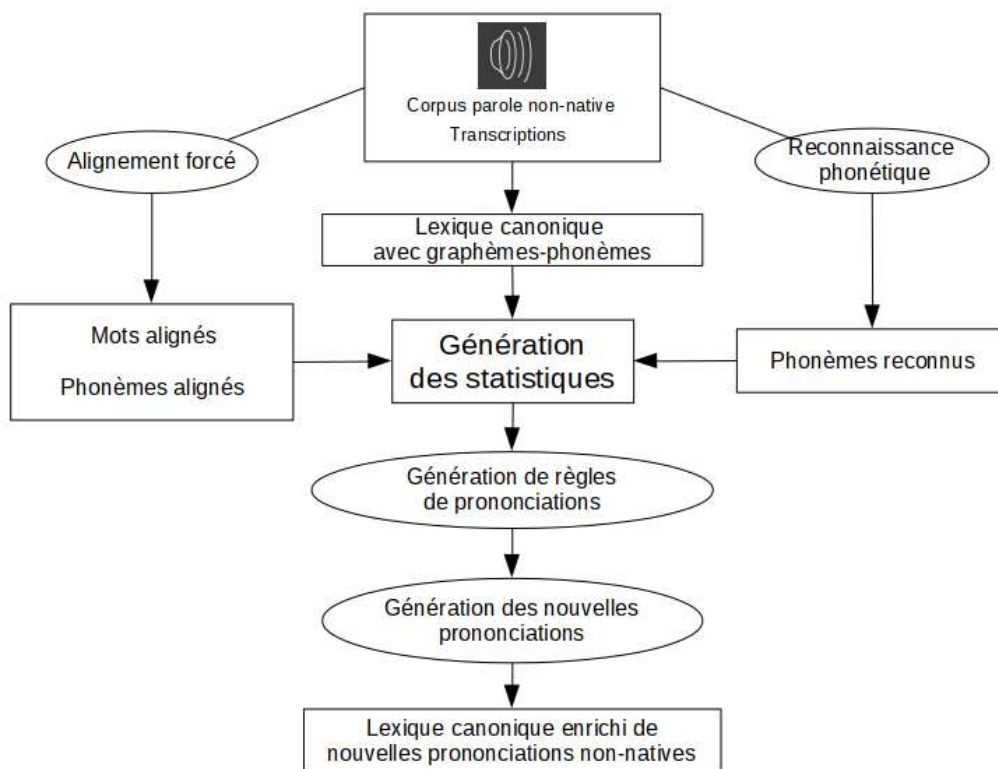 Corpus parole non-native
Transcriptions
Alignement forcé
Reconnaissance
phonétique
Lexique canonique
avec graphèmes-phonèmes
Mots alignés
Phonèmes alignés
Génération
des statistiques
Phonèmes reconnus
Génération de règles
de prononciations
Génération des nouvelles
prononciations
Lexique canonique enrichi de
nouvelles prononciations non-natives